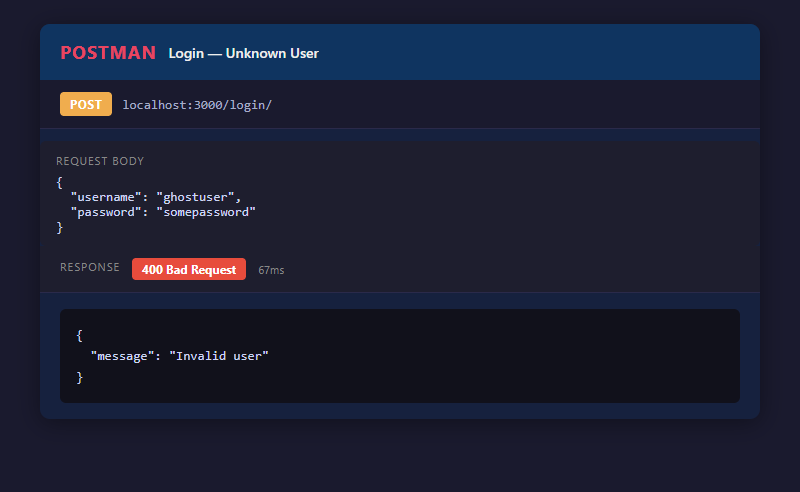 POSTMAN Login — Unknown User
POST localhost:3000/login/
REQUEST BODY
{
  "username": "ghostuser",
  "password": "somepassword"
}
RESPONSE 400 Bad Request 67ms
{
  "message": "Invalid user"
}